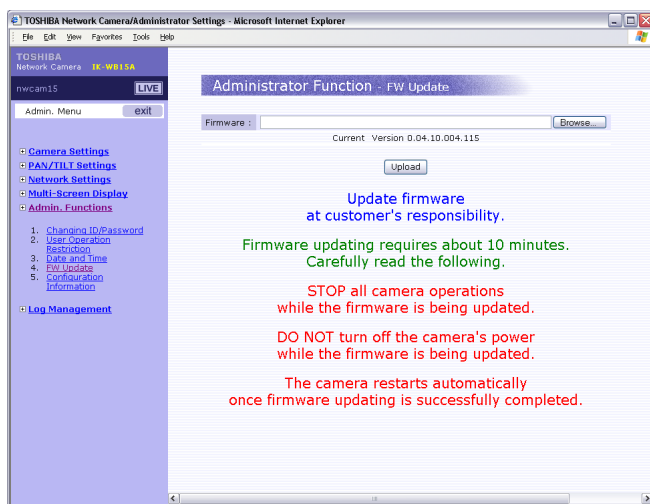 TOSHIBA Network Camera/Administrator Settings - Microsoft Internet Explorer
File Edit View Favorites Tools Help
TOSHIBA
Network Camera IK-WB15A
nwcam15 LIVE
Admin. Menu exit
Camera Settings
PAN/TILT Settings
Network Settings
Multi-Screen Display
Admin. Functions
1. Changing ID/Password
2. User Operation
Restriction
3. Date and Time
4. FW Update
5. Configuration
Information
Log Management
Administrator Function - FW Update
Firmware : Browse...
Current Version 0.04.10.004.115
Upload
Update firmware
at customer's responsibility.
Firmware updating requires about 10 minutes.
Carefully read the following.
STOP all camera operations
while the firmware is being updated.
DO NOT turn off the camera's power
while the firmware is being updated.
The camera restarts automatically
once firmware updating is successfully completed.